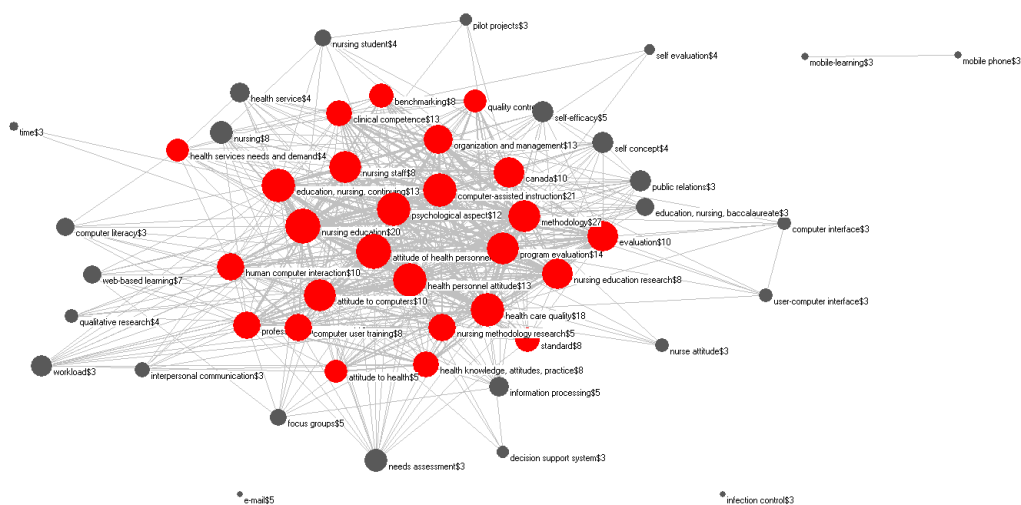 pilot projects$3
nursing student$4
self evaluation$4
mobile-learning$3
mobile phone$3
health service$4
benchmarking$8
quality contr
clinical competence$13
self-efficacy$5
time$3
nursing$8
organization and management$13
self concept$4
health services needs and demand$4
nursing staff$8
canada$10
public relations$3
education, nursing, continuing$13
computer-assisted instruction$21
psychological aspect$12
education, nursing, baccalaureate$3
methodology$27
computer interface$3
computer literacy$3
nursing education$20
evaluation$10
attitude of health personnel
program evaluation$14
human computer interaction$10
web-based learning$7
health personnel attitude$13
nursing education research$8
attitude to computers$10
user-computer interface$3
qualitative research$4
health care quality$18
profes
computer user training$8
nursing methodology research$5
standard$8
nurse attitude$3
workload$3
interpersonal communication$3
attitude to health$5
health knowledge, attitudes, practice$8
information processing$5
focus groups$5
decision support system$3
needs assessment$3
e-mail$5
infection control$3